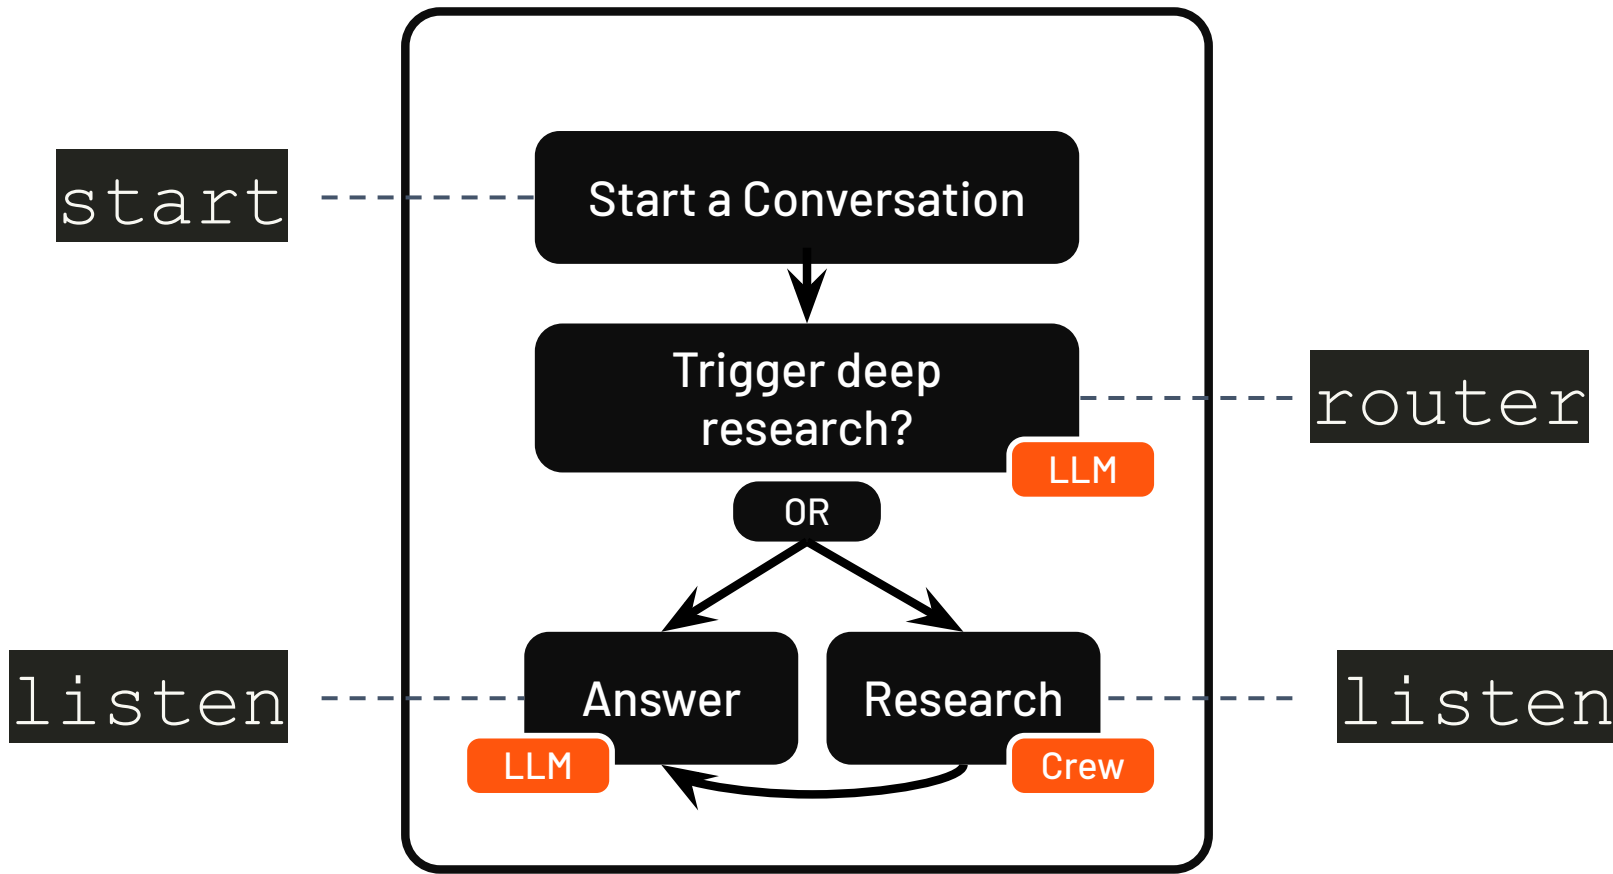 start
Start a Conversation
Trigger deep
research?
router
LLM
OR
listen
Answer
Research
listen
LLM
Crew